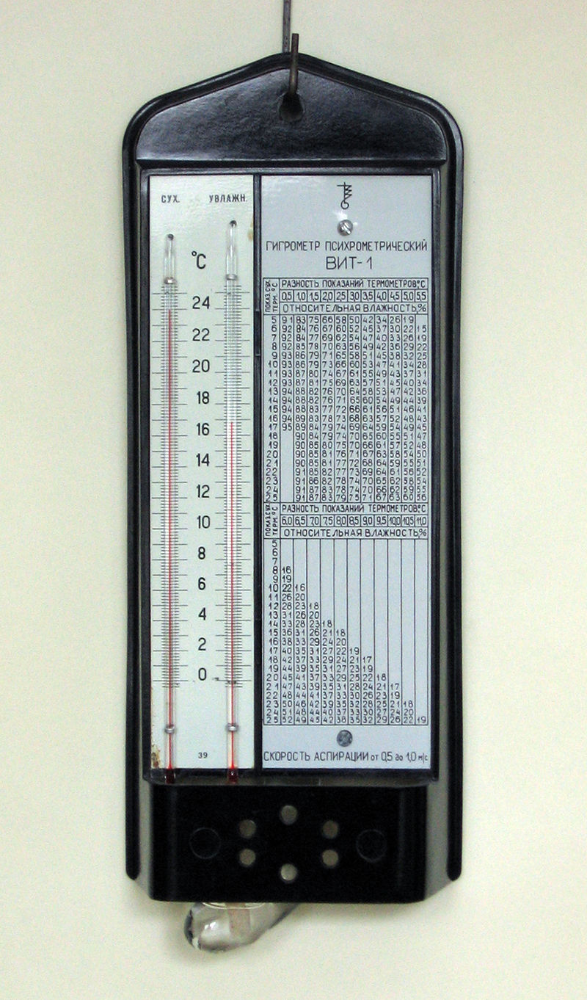 СУХ. УВЛАЖН.
°C
24
22
20
18
16
14
12
10
8
6
4
2
0
39
ГИГРОМЕТР ПСИХРОМЕТРИЧЕСКИЙ
ВИТ-1
ПОКАЗ. СУХ. ТЕРМ. °C
РАЗНОСТЬ ПОКАЗАНИЙ ТЕРМОМЕТРОВ,°C
0,5 1,0 1,5 2,0 2,5 3,0 3,5 4,0 4,5 5,0 5,5
ОТНОСИТЕЛЬНАЯ ВЛАЖНОСТЬ,%
5 91 83 75 66 58 50 42 34 26 19
6 92 84 76 67 60 52 45 37 30 22 15
7 92 84 77 69 62 54 47 40 33 26 19
8 92 85 78 70 63 56 49 42 36 29 22
9 93 86 79 71 65 58 51 45 38 32 25
10 93 86 79 73 66 60 53 47 41 34 28
11 93 87 80 74 67 61 55 49 43 37 31
12 93 87 81 75 69 63 57 51 45 40 34
13 94 88 82 76 70 64 58 53 47 42 36
14 94 88 82 76 71 65 60 54 49 44 39
15 94 88 83 77 72 66 61 56 51 46 41
16 94 89 83 78 73 68 63 57 52 48 43
17 95 89 84 79 74 69 64 59 54 49 45
18 90 84 79 74 70 65 60 55 51 47
19 90 85 80 75 70 66 61 57 52 48
20 90 85 81 76 71 67 63 58 54 50
21 90 85 81 77 72 68 64 59 55 51
22 91 85 82 77 73 69 64 61 56 52
23 91 86 82 78 74 70 65 62 58 54
24 91 87 83 78 74 70 66 62 59 55
25 91 87 83 79 75 71 67 63 60 56
ПОКАЗ. СУХ. ТЕРМ. °C
РАЗНОСТЬ ПОКАЗАНИЙ ТЕРМОМЕТРОВ,°C
6,0 6,5 7,0 7,5 8,0 8,5 9,0 9,5 10,0 10,5 11,0
ОТНОСИТЕЛЬНАЯ ВЛАЖНОСТЬ,%
5
6
7
8 16
9 19
10 22 16
11 26 20
12 28 23 18
13 31 26 20
14 33 28 23 18
15 36 31 26 21 18
16 38 33 29 24 20
17 40 35 31 27 22 19
18 42 37 33 29 24 21 17
19 44 39 35 31 27 23 19
20 45 41 37 33 29 25 22 18
21 47 43 39 35 31 28 24 21 17
22 48 44 41 37 33 30 26 23 19
23 50 46 42 39 35 32 28 25 21 18
24 51 48 44 40 37 33 30 27 24 20
25 52 49 45 42 38 35 32 29 26 22 19
СКОРОСТЬ АСПИРАЦИИ от 0,5 до 1,0 м/с